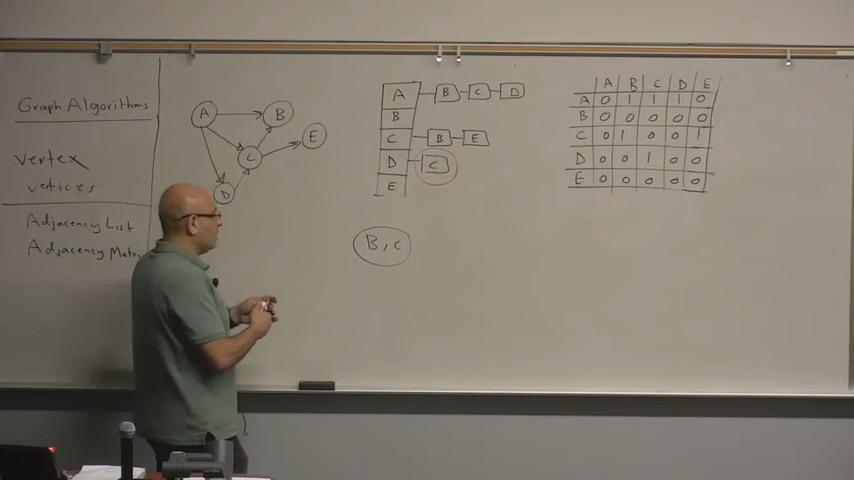 Graph Algorithms
vertex
vertices
Adjacency List
Adjacency Matri
A B
C E
D
A B C D
B
C B E
D C
E
B, C
A B C D E
A 0 1 1 1 0
B 0 0 0 0 0
C 0 1 0 0 1
D 0 0 1 0 0
E 0 0 0 0 0